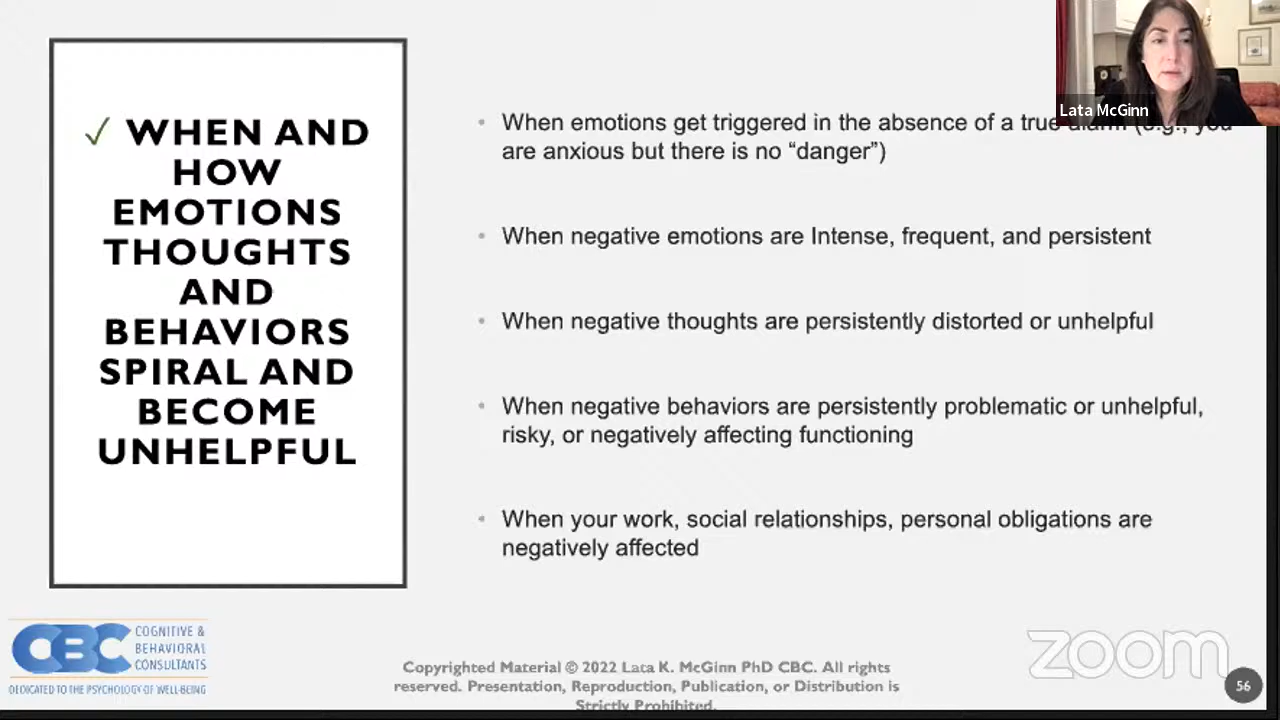 ✓ WHEN AND
HOW
EMOTIONS
THOUGHTS
AND
BEHAVIORS
SPIRAL AND
BECOME
UNHELPFUL
Lata McGinn
• When emotions get triggered in the absence of a true alarm (e.g., you
are anxious but there is no “danger”)
• When negative emotions are Intense, frequent, and persistent
• When negative thoughts are persistently distorted or unhelpful
• When negative behaviors are persistently problematic or unhelpful,
risky, or negatively affecting functioning
• When your work, social relationships, personal obligations are
negatively affected
CBC
COGNITIVE &
BEHAVIORAL
CONSULTANTS
DEDICATED TO THE PSYCHOLOGY OF WELL-BEING
Copyrighted Material © 2022 Lata K. McGinn PhD CBC. All rights
reserved. Presentation, Reproduction, Publication, or Distribution is
Strictly Prohibited.
zoom
56